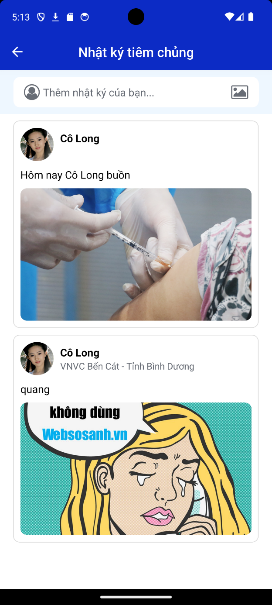 5:13
Nhật ký tiêm chủng
Thêm nhật ký của bạn...
Cô Long
Hôm nay Cô Long buồn
Cô Long
VNVC Bến Cát - Tỉnh Bình Dương
quang
không dùng
Websosanh.vn